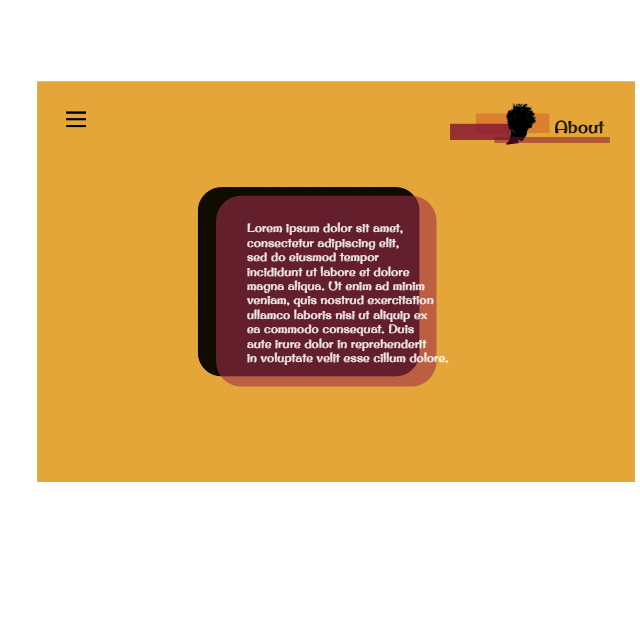 About
Lorem ipsum dolor sit amet,
consectetur adipiscing elit,
sed do eiusmod tempor
incididunt ut labore et dolore
magna aliqua. Ut enim ad minim
veniam, quis nostrud exercitation
ullamco laboris nisi ut aliquip ex
ea commodo consequat. Duis
aute irure dolor in reprehenderit
in voluptate velit esse cillum dolore.